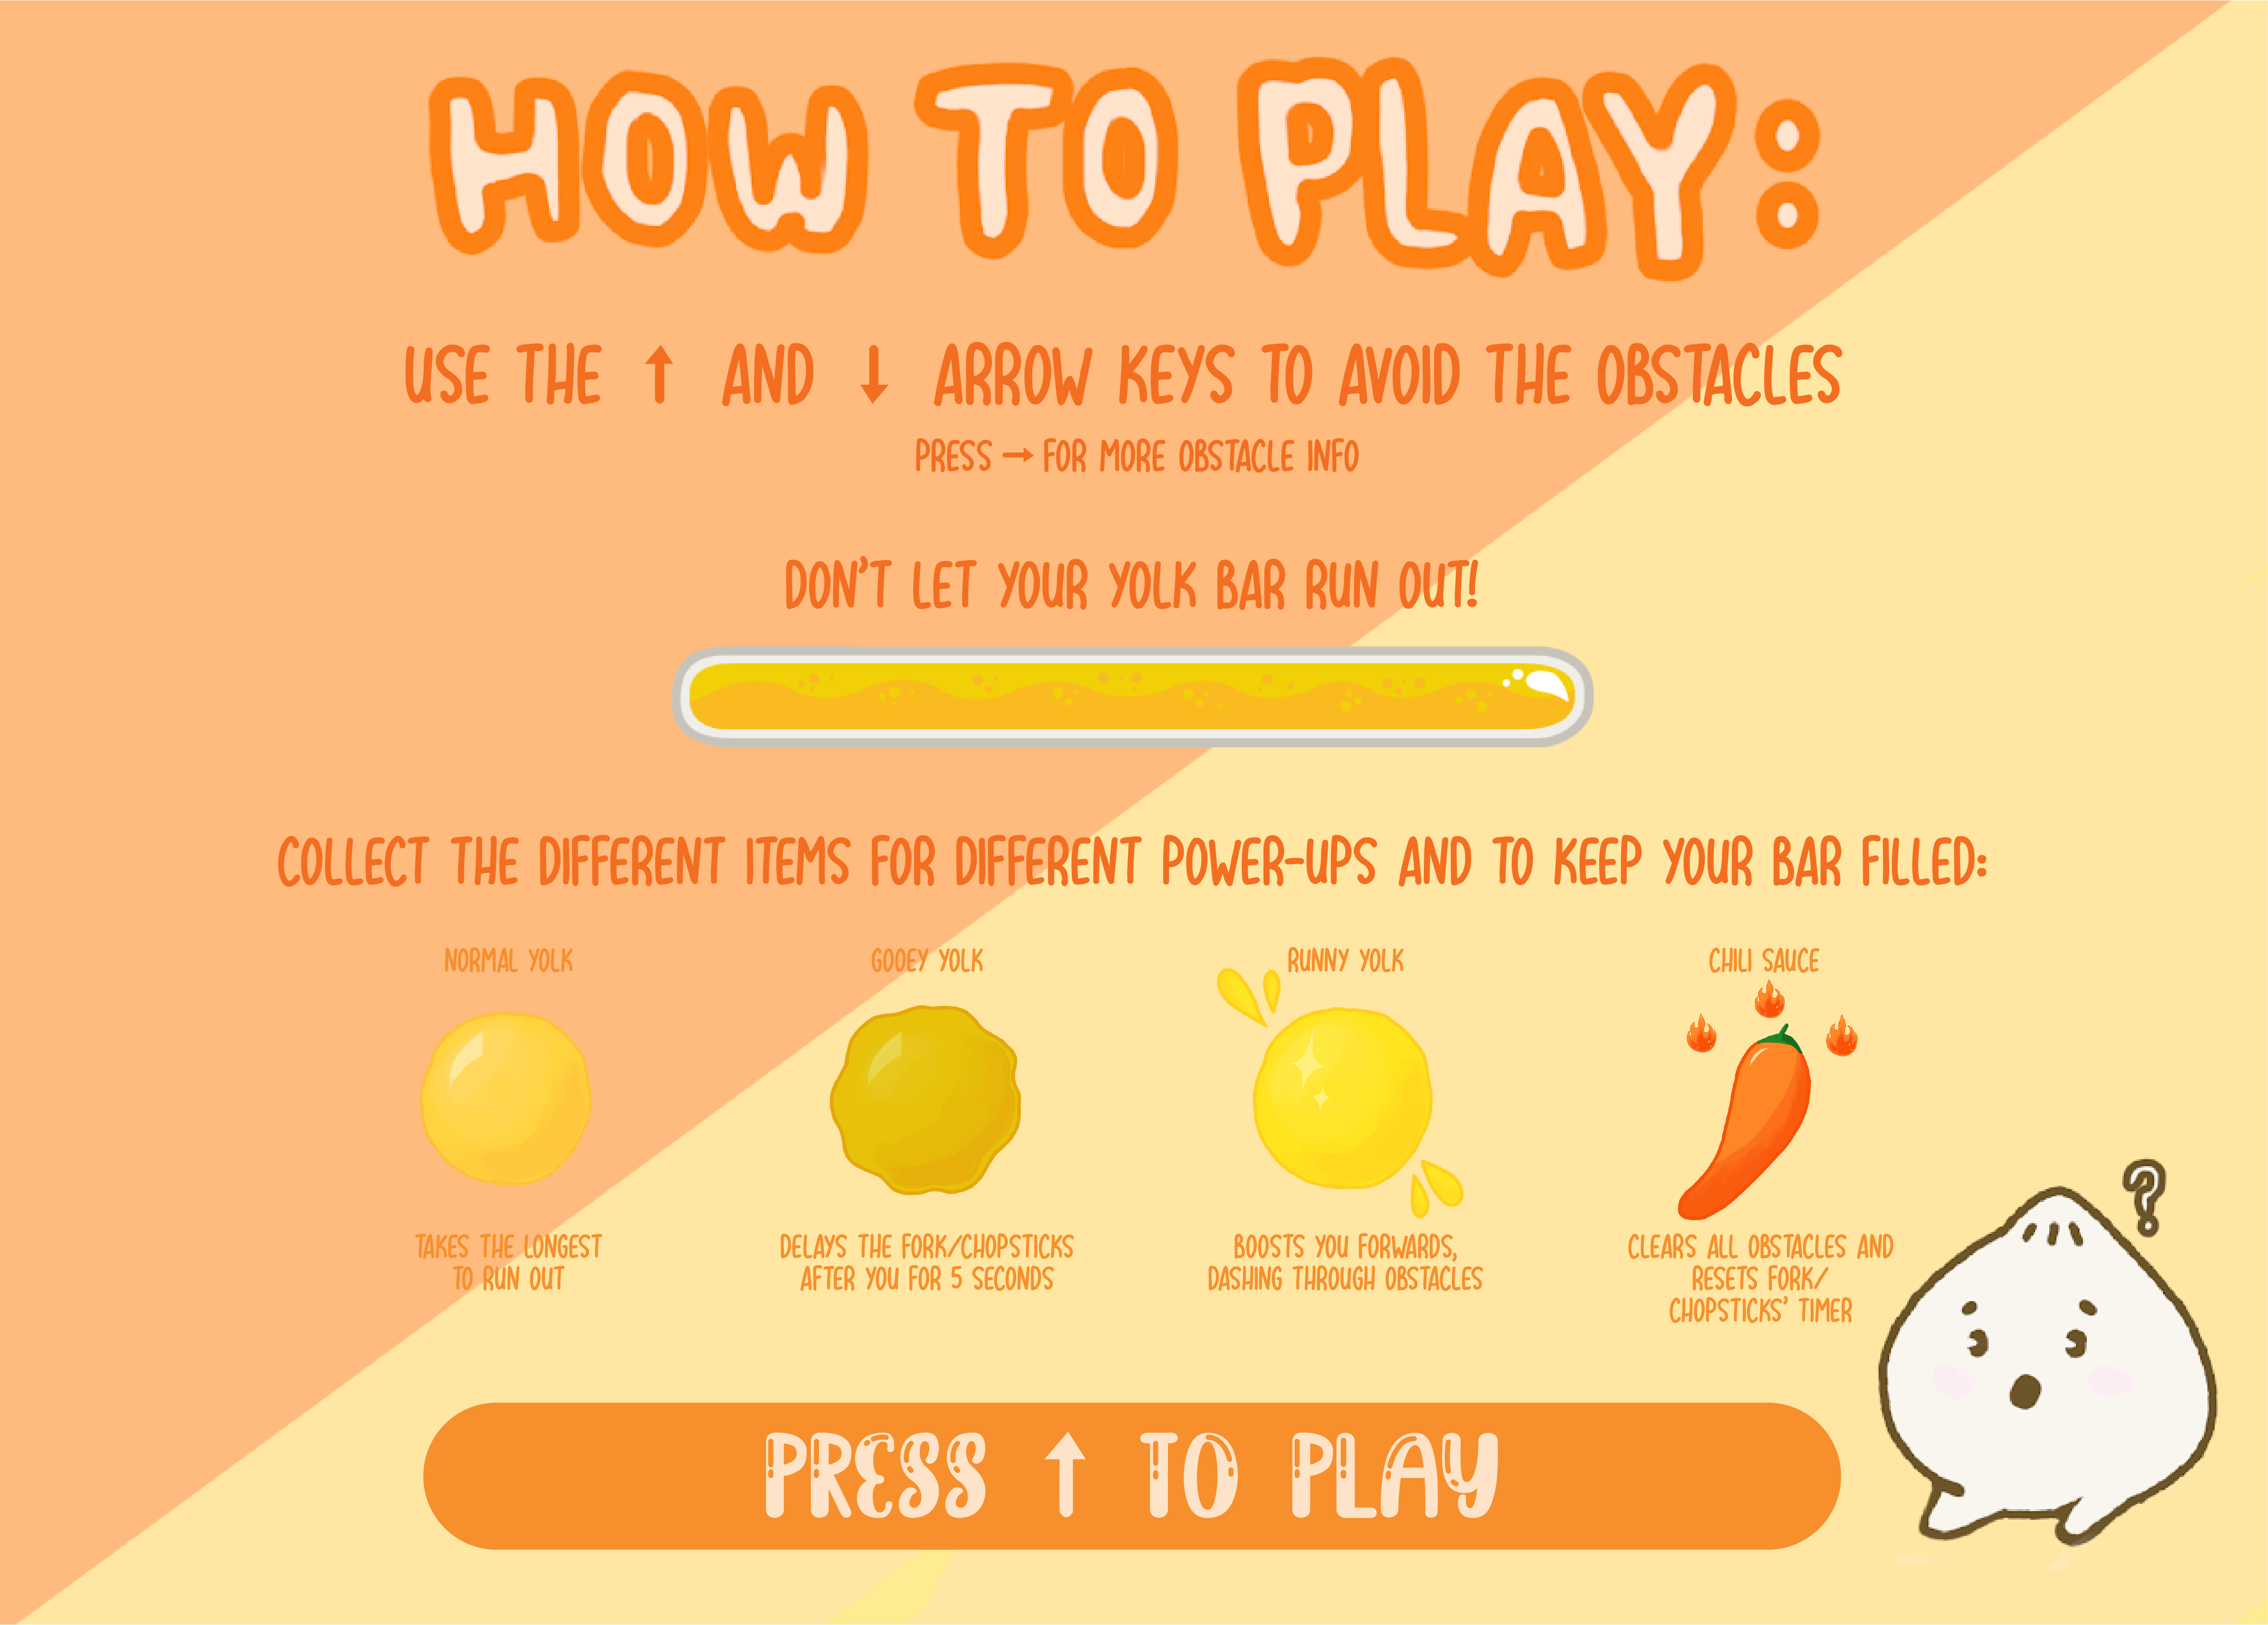 HOW TO PLAY:
USE THE ↑ AND ↓ ARROW KEYS TO AVOID THE OBSTACLES
PRESS → FOR MORE OBSTACLE INFO
DON'T LET YOUR YOLK BAR RUN OUT!
COLLECT THE DIFFERENT ITEMS FOR DIFFERENT POWER-UPS AND TO KEEP YOUR BAR FILLED:
NORMAL YOLK
TAKES THE LONGEST
TO RUN OUT
GOOEY YOLK
DELAYS THE FORK/CHOPSTICKS
AFTER YOU FOR 5 SECONDS
RUNNY YOLK
BOOSTS YOU FORWARDS,
DASHING THROUGH OBSTACLES
CHILI SAUCE
CLEARS ALL OBSTACLES AND
RESETS FORK/
CHOPSTICKS' TIMER
?
PRESS ↑ TO PLAY